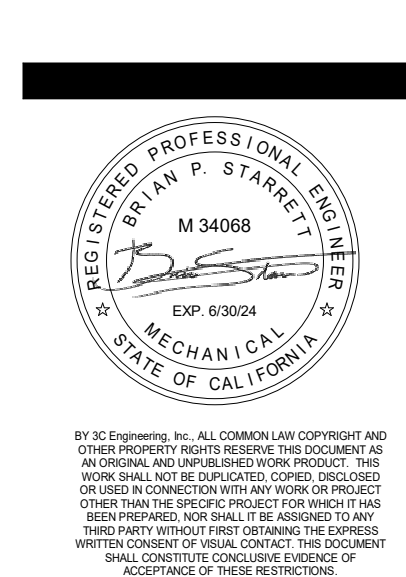 REGISTERED PROFESSIONAL ENGINEER
BRIAN P. STARRETT
M 34068
EXP. 6/30/24
MECHANICAL
STATE OF CALIFORNIA
BY 3C Engineering, Inc., ALL COMMON LAW COPYRIGHT AND
OTHER PROPERTY RIGHTS RESERVE THIS DOCUMENT AS
AN ORIGINAL AND UNPUBLISHED WORK PRODUCT. THIS
WORK SHALL NOT BE DUPLICATED, COPIED, DISCLOSED
OR USED IN CONNECTION WITH ANY WORK OR PROJECT
OTHER THAN THE SPECIFIC PROJECT FOR WHICH IT HAS
BEEN PREPARED, NOR SHALL IT BE ASSIGNED TO ANY
THIRD PARTY WITHOUT FIRST OBTAINING THE EXPRESS
WRITTEN CONSENT OF VISUAL CONTACT. THIS DOCUMENT
SHALL CONSTITUTE CONCLUSIVE EVIDENCE OF
ACCEPTANCE OF THESE RESTRICTIONS.